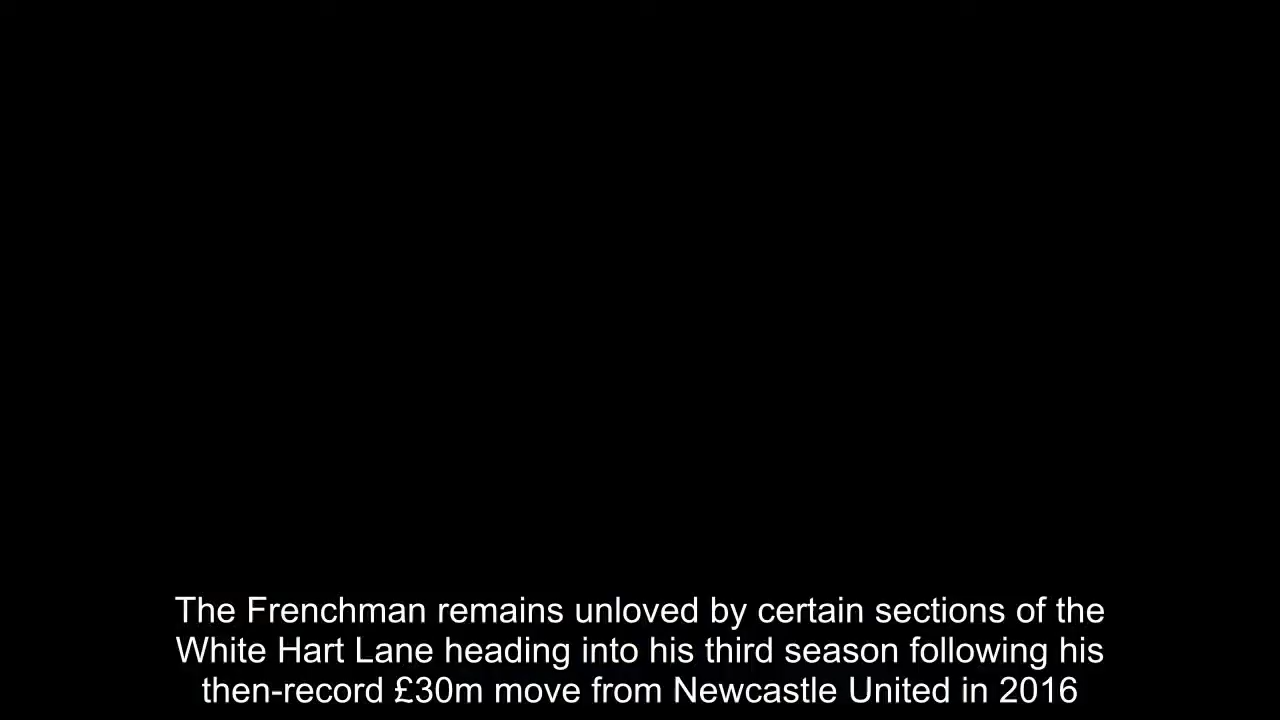 The Frenchman remains unloved by certain sections of the
White Hart Lane heading into his third season following his
then-record £30m move from Newcastle United in 2016